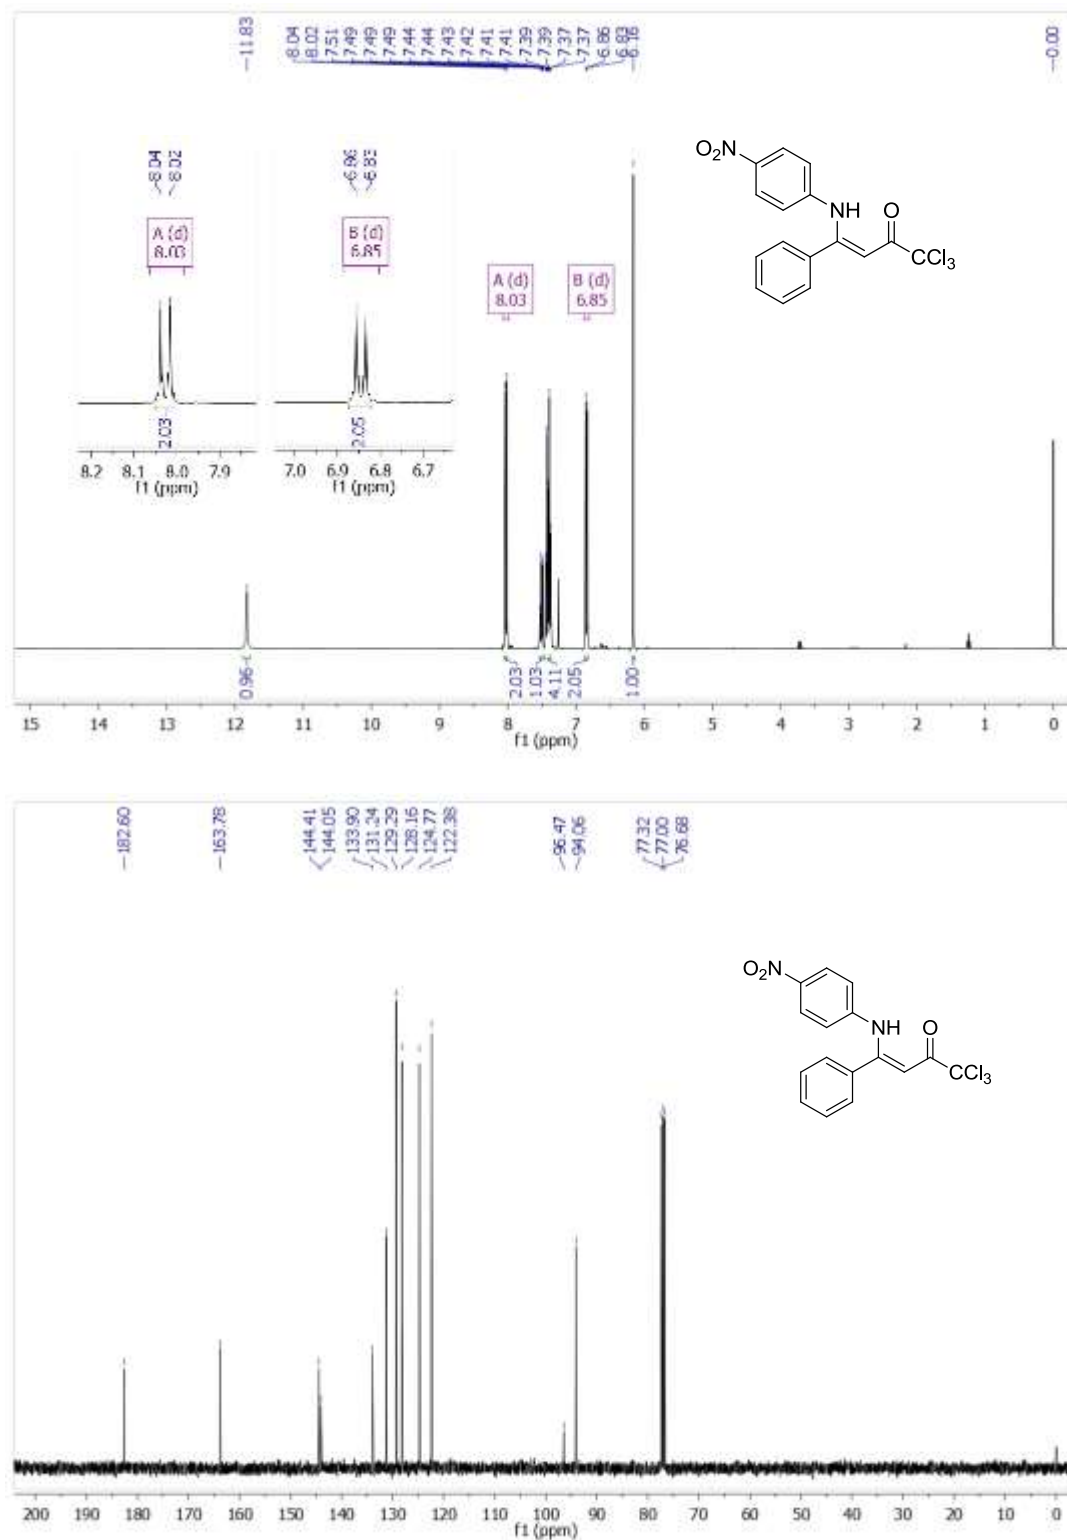 —11.83
8.04
8.02
7.51
7.49
7.49
7.49
7.44
7.44
7.43
7.42
7.41
7.41
7.39
7.39
7.37
7.37
6.86
6.83
6.16
—0.00
8.04
8.02
A (d)
8.03
2.03
8.2 8.1 8.0 7.9
f1 (ppm)
6.86
6.83
B (d)
6.85
2.05
7.0 6.9 6.8 6.7
f1 (ppm)
A (d)
8.03
B (d)
6.85
O2N
NH
O
CCl3
0.96
2.03
1.03
4.11
2.05
1.00
15 14 13 12 11 10 9 8 7 6 5 4 3 2 1 0
f1 (ppm)
—182.60
—163.78
144.41
144.05
133.90
131.24
129.29
128.16
124.77
122.38
96.47
94.06
77.32
77.00
76.68
O2N
NH
O
CCl3
200 190 180 170 160 150 140 130 120 110 100 90 80 70 60 50 40 30 20 10 0
f1 (ppm)